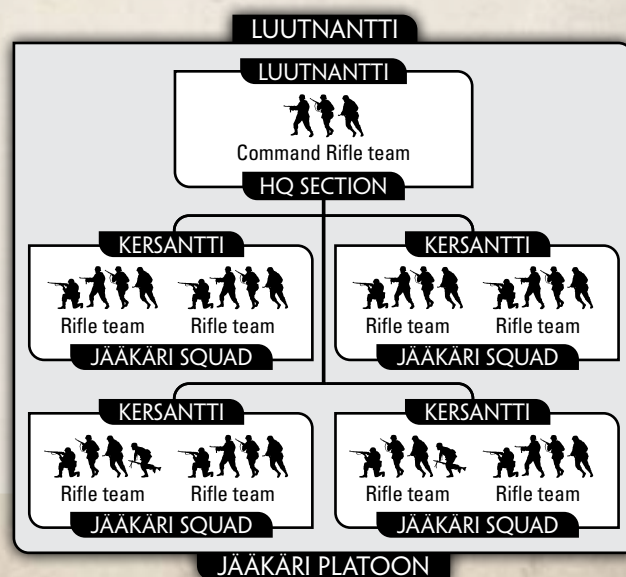 LUUTNANTTI
LUUTNANTTI
Command Rifle team
HQ SECTION
KERSANTTI
Rifle team Rifle team
JÄÄKÄRI SQUAD
KERSANTTI
Rifle team Rifle team
JÄÄKÄRI SQUAD
KERSANTTI
Rifle team Rifle team
JÄÄKÄRI SQUAD
KERSANTTI
Rifle team Rifle team
JÄÄKÄRI SQUAD
JÄÄKÄRI PLATOON